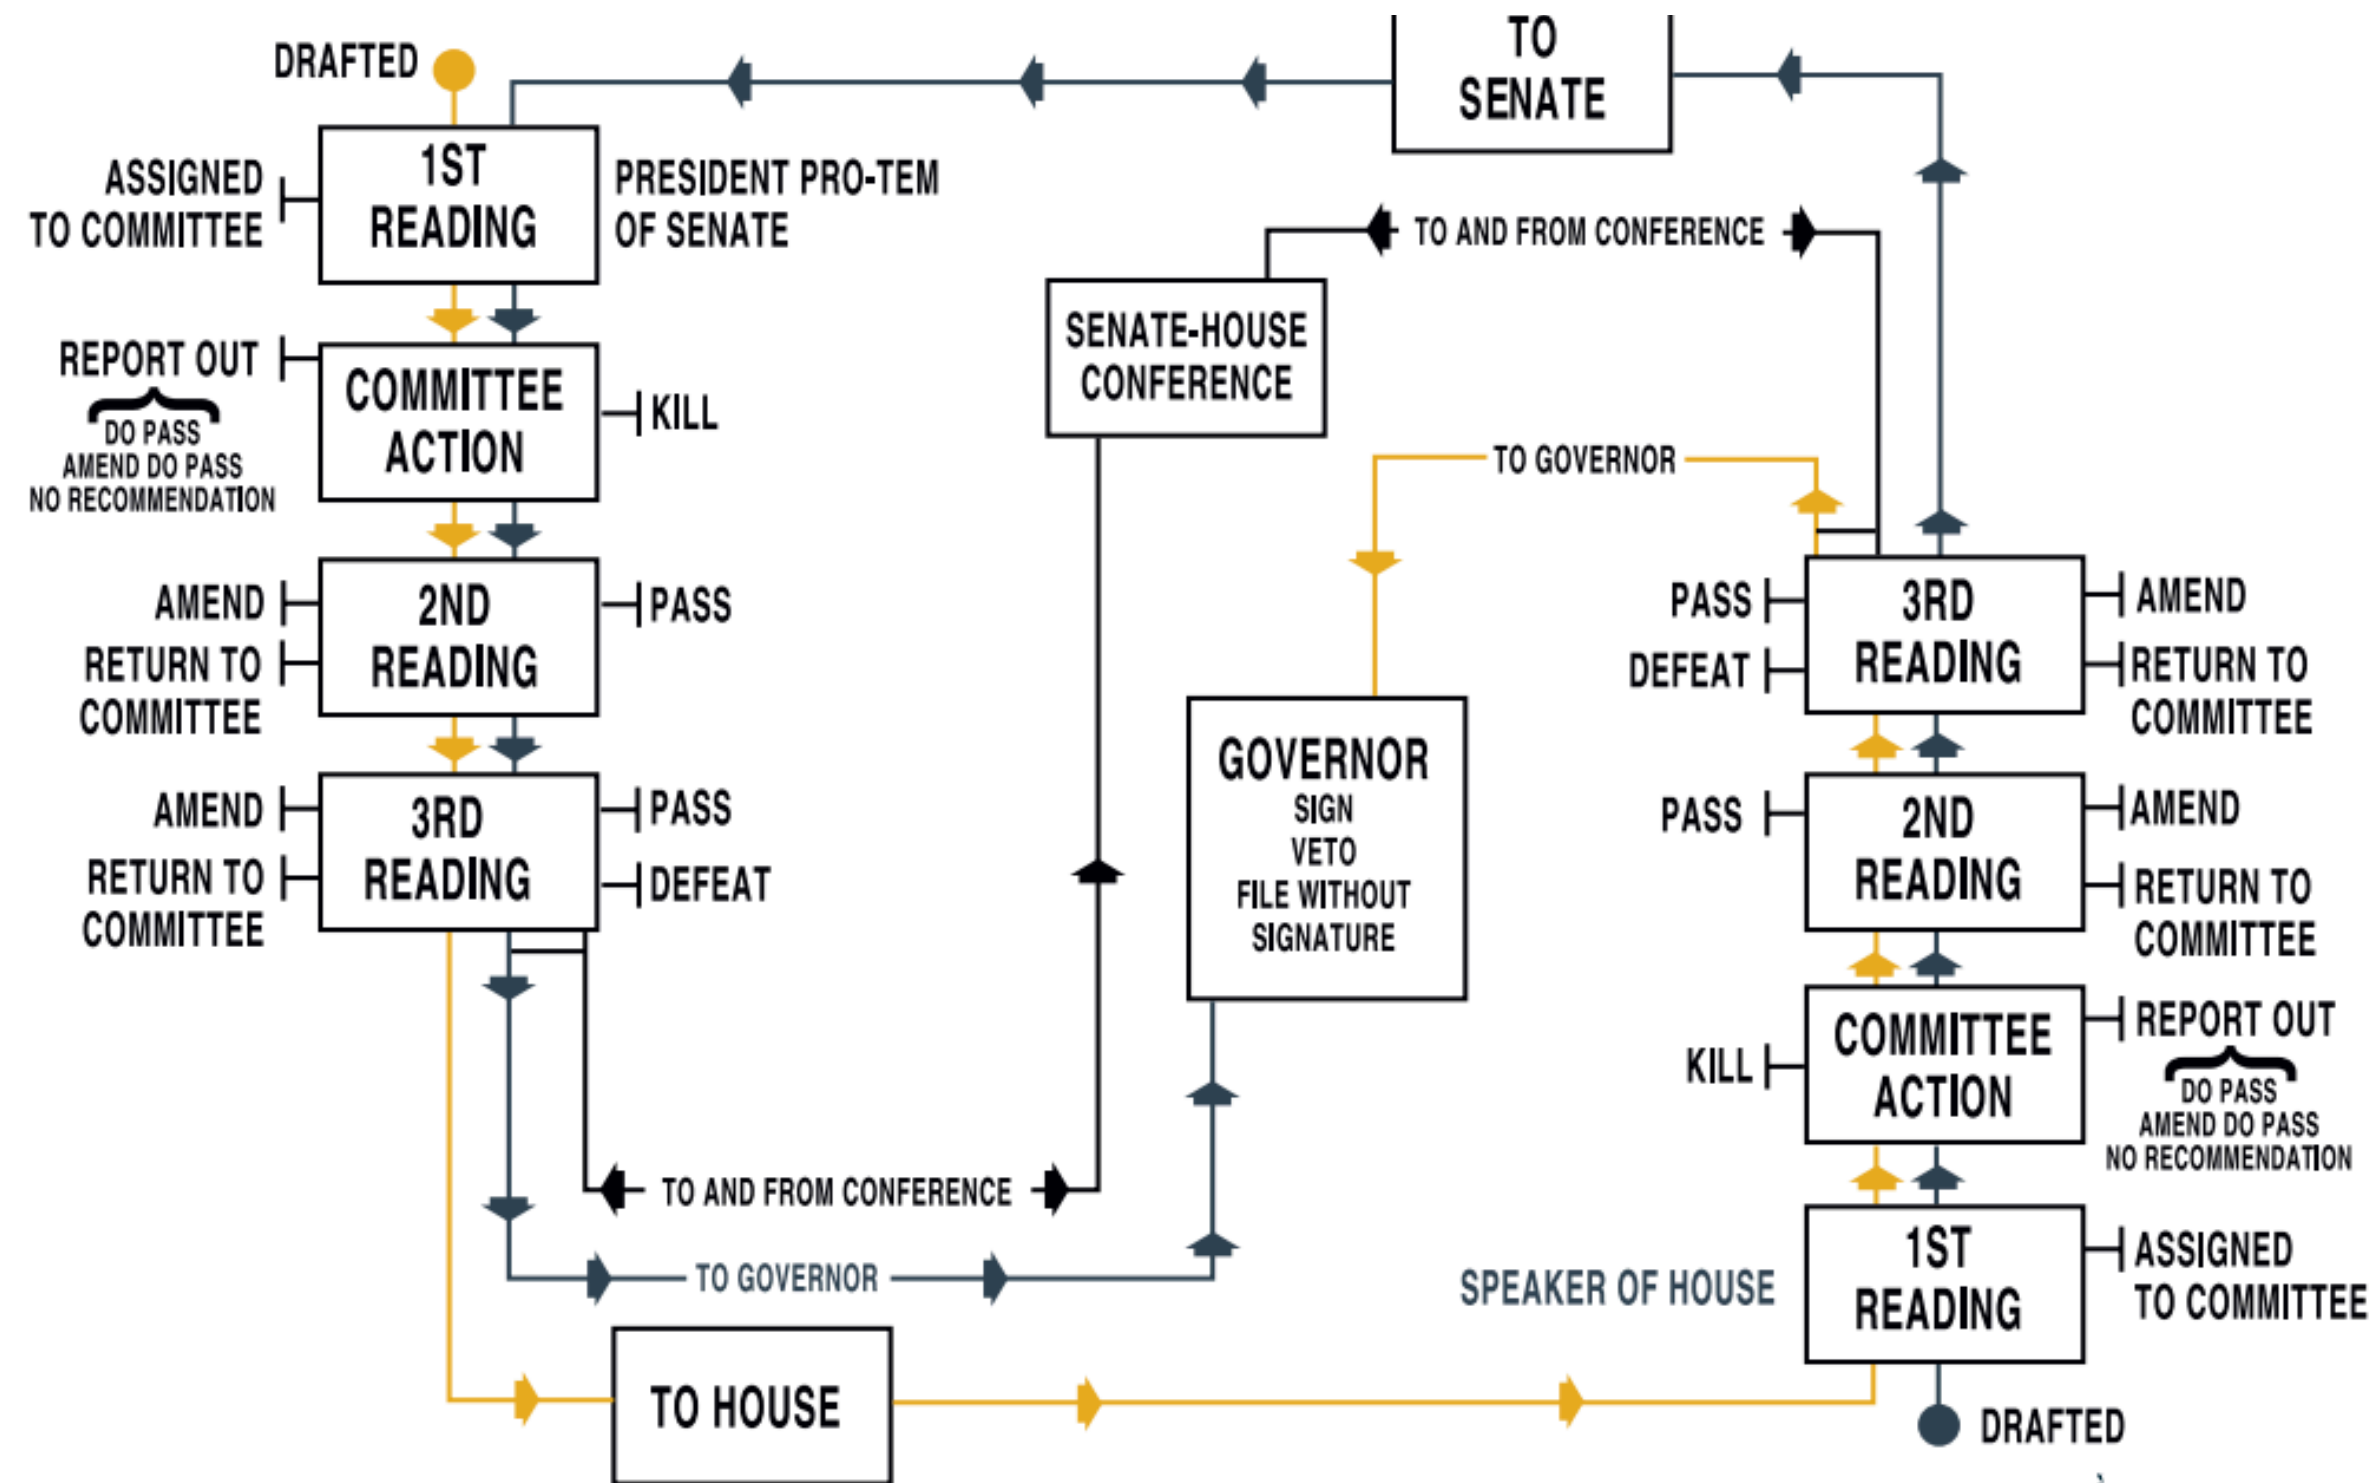 DRAFTED
TO
SENATE
ASSIGNED
TO COMMITTEE
1ST
READING
PRESIDENT PRO-TEM
OF SENATE
TO AND FROM CONFERENCE
SENATE-HOUSE
CONFERENCE
REPORT OUT
DO PASS
AMEND DO PASS
NO RECOMMENDATION
COMMITTEE
ACTION
KILL
TO GOVERNOR
AMEND
RETURN TO
COMMITTEE
2ND
READING
PASS
PASS
DEFEAT
3RD
READING
AMEND
RETURN TO
COMMITTEE
AMEND
RETURN TO
COMMITTEE
3RD
READING
PASS
DEFEAT
GOVERNOR
SIGN
VETO
FILE WITHOUT
SIGNATURE
PASS
2ND
READING
AMEND
RETURN TO
COMMITTEE
KILL
COMMITTEE
ACTION
REPORT OUT
DO PASS
AMEND DO PASS
NO RECOMMENDATION
TO AND FROM CONFERENCE
TO GOVERNOR
SPEAKER OF HOUSE
1ST
READING
ASSIGNED
TO COMMITTEE
TO HOUSE
DRAFTED